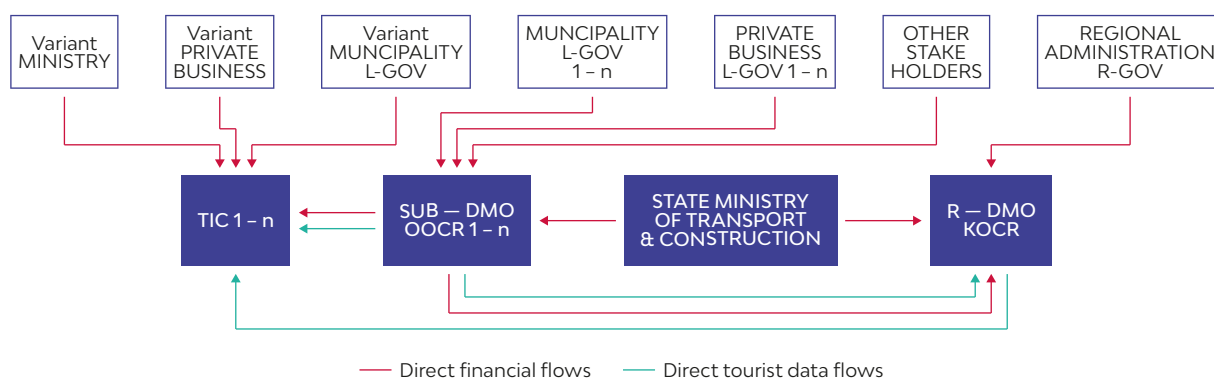 Variant
MINISTRY
Variant
PRIVATE
BUSINESS
Variant
MUNCIPALITY
L-GOV
MUNCIPALITY
L-GOV
1 – n
PRIVATE
BUSINESS
L-GOV 1 – n
OTHER
STAKE
HOLDERS
REGIONAL
ADMINISTRATION
R-GOV
TIC 1 – n
SUB — DMO
OOCR 1 – n
STATE MINISTRY
OF TRANSPORT
& CONSTRUCTION
R — DMO
KOCR
Direct financial flows
Direct tourist data flows